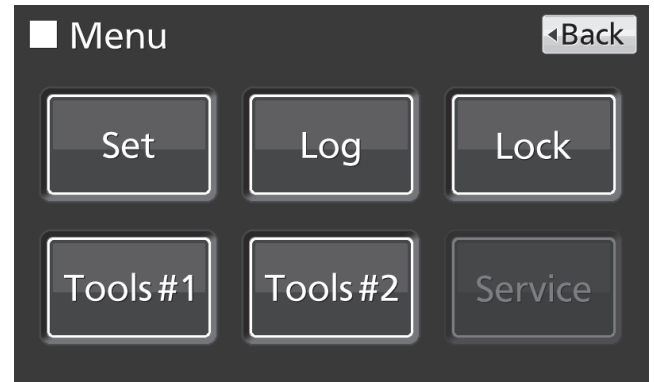 Menu
◂Back
Set
Log
Lock
Tools #1
Tools #2
Service